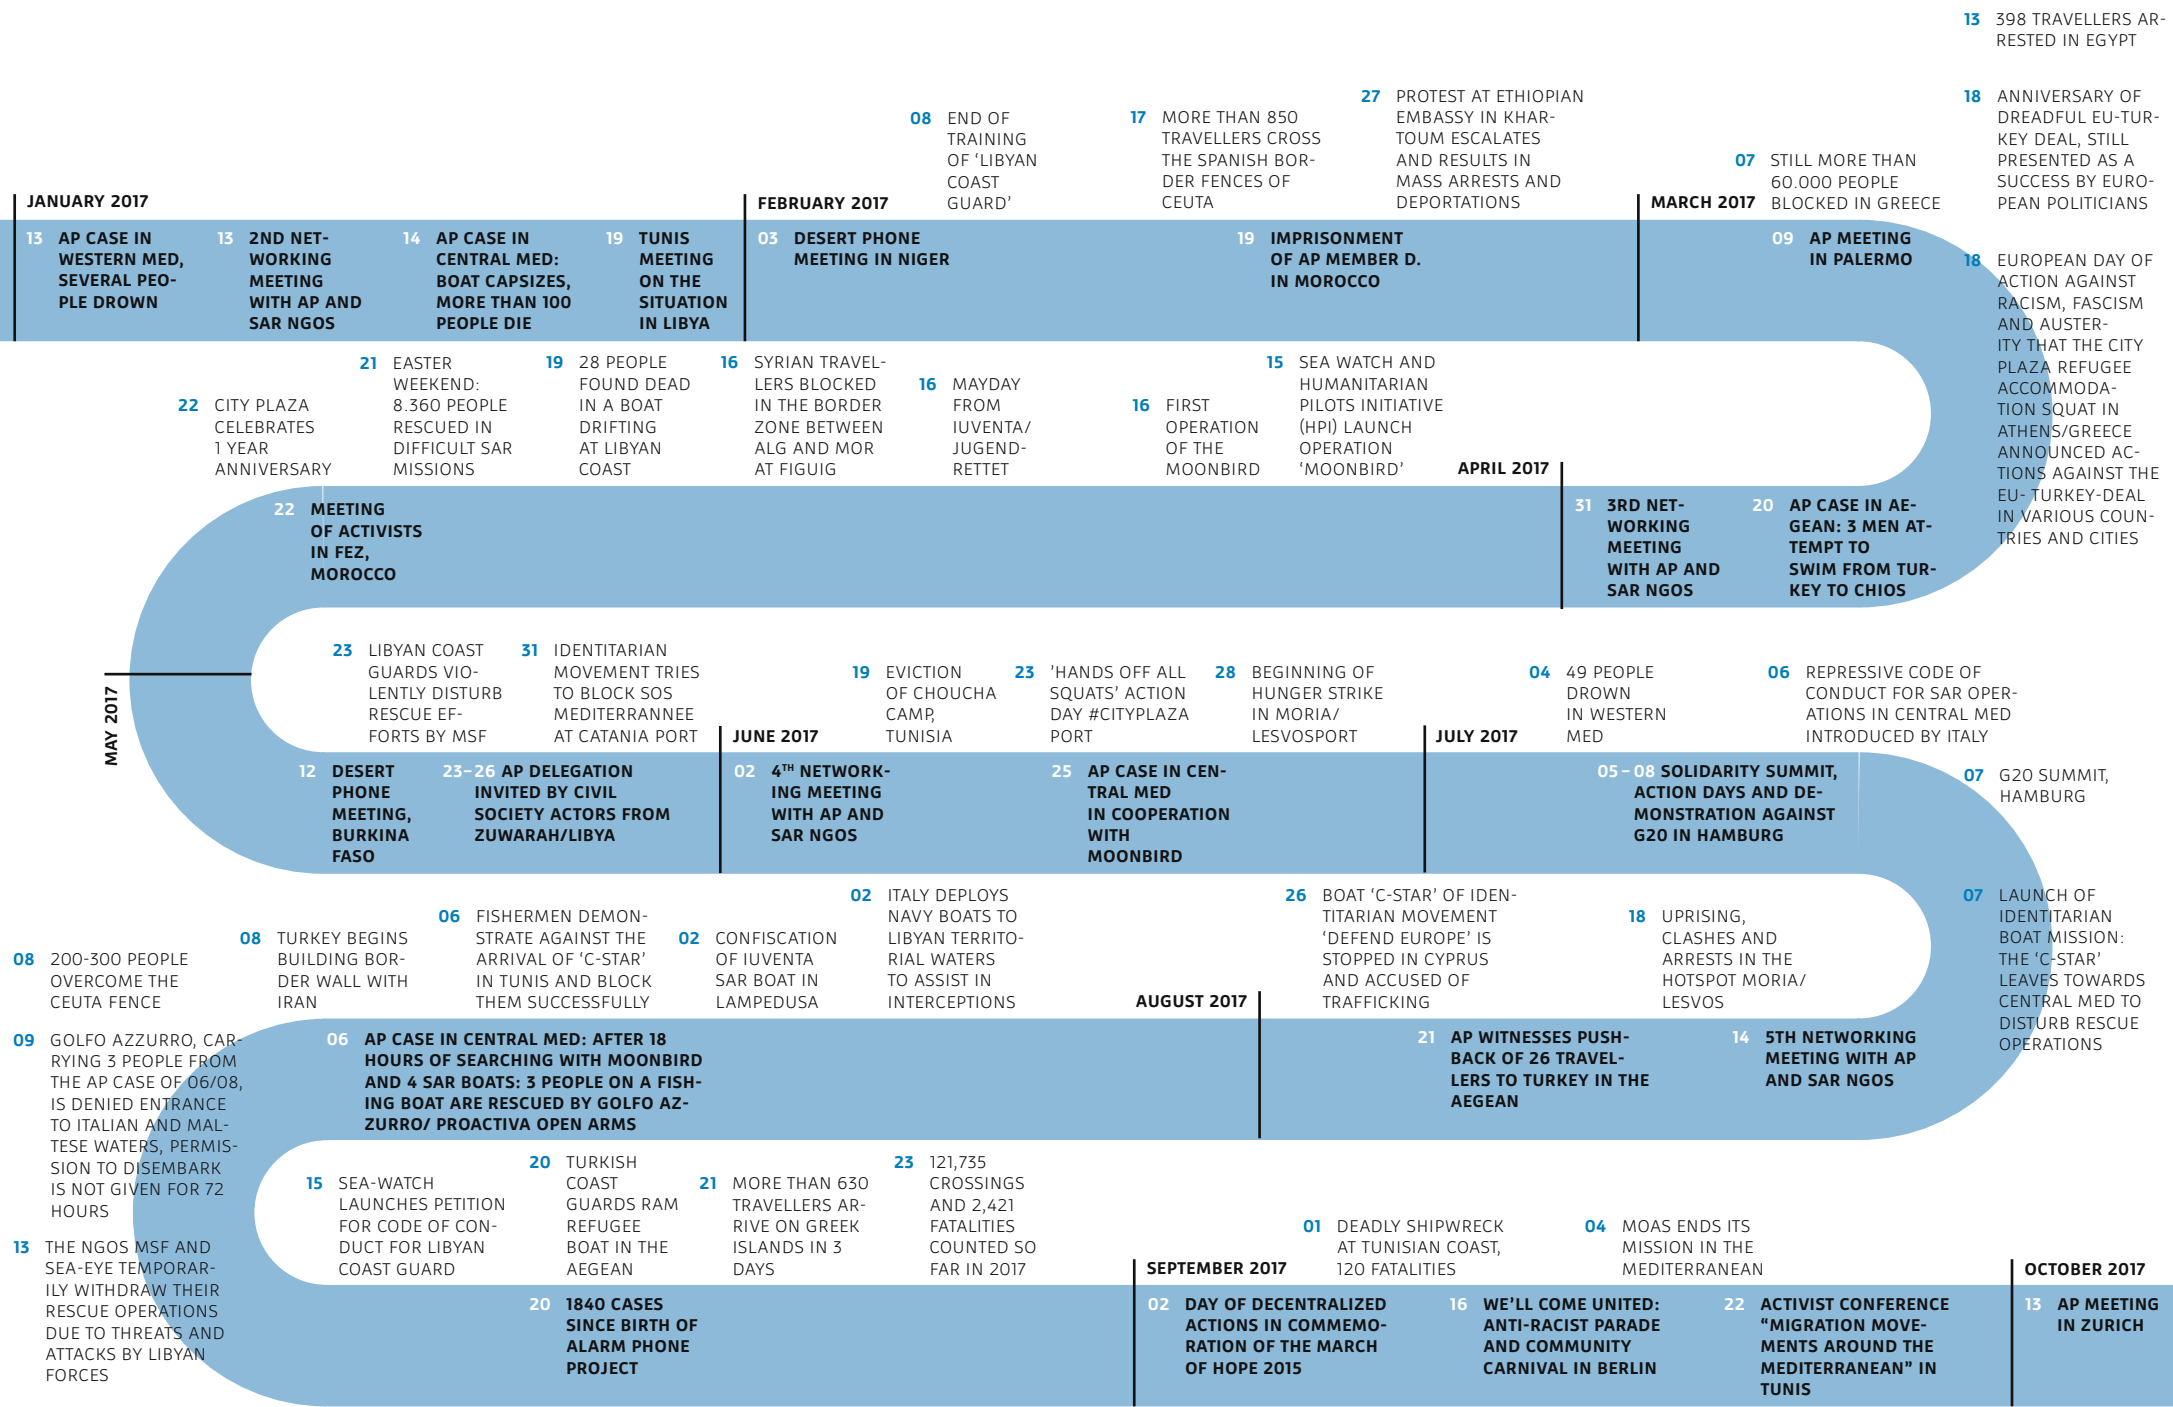 13 398 TRAVELLERS AR-
RESTED IN EGYPT
27 PROTEST AT ETHIOPIAN
EMBASSY IN KHAR-
TOUM ESCALATES
AND RESULTS IN
MASS ARRESTS AND
DEPORTATIONS
18 ANNIVERSARY OF
DREADFUL EU-TUR-
KEY DEAL, STILL
PRESENTED AS A
SUCCESS BY EURO-
PEAN POLITICIANS
08 END OF
TRAINING
OF ‘LIBYAN
COAST
GUARD’
17 MORE THAN 850
TRAVELLERS CROSS
THE SPANISH BOR-
DER FENCES OF
CEUTA
07 STILL MORE THAN
60.000 PEOPLE
BLOCKED IN GREECE
JANUARY 2017
FEBRUARY 2017
MARCH 2017
13 AP CASE IN
WESTERN MED,
SEVERAL PEO-
PLE DROWN
13 2ND NET-
WORKING
MEETING
WITH AP AND
SAR NGOS
14 AP CASE IN
CENTRAL MED:
BOAT CAPSIZES,
MORE THAN 100
PEOPLE DIE
19 TUNIS
MEETING
ON THE
SITUATION
IN LIBYA
03 DESERT PHONE
MEETING IN NIGER
19 IMPRISONMENT
OF AP MEMBER D.
IN MOROCCO
09 AP MEETING
IN PALERMO
18 EUROPEAN DAY OF
ACTION AGAINST
RACISM, FASCISM
AND AUSTER-
ITY THAT THE CITY
PLAZA REFUGEE
ACCOMMODA-
TION SQUAT IN
ATHENS/GREECE
ANNOUNCED AC-
TIONS AGAINST THE
EU- TURKEY-DEAL
IN VARIOUS COUN-
TRIES AND CITIES
22 CITY PLAZA
CELEBRATES
1 YEAR
ANNIVERSARY
21 EASTER
WEEKEND:
8.360 PEOPLE
RESCUED IN
DIFFICULT SAR
MISSIONS
19 28 PEOPLE
FOUND DEAD
IN A BOAT
DRIFTING
AT LIBYAN
COAST
16 SYRIAN TRAVEL-
LERS BLOCKED
IN THE BORDER
ZONE BETWEEN
ALG AND MOR
AT FIGUIG
16 MAYDAY
FROM
IUVENTA/
JUGEND-
RETTET
16 FIRST
OPERATION
OF THE
MOONBIRD
15 SEA WATCH AND
HUMANITARIAN
PILOTS INITIATIVE
(HPI) LAUNCH
OPERATION
‘MOONBIRD’
APRIL 2017
22 MEETING
OF ACTIVISTS
IN FEZ,
MOROCCO
31 3RD NET-
WORKING
MEETING
WITH AP AND
SAR NGOS
20 AP CASE IN AE-
GEAN: 3 MEN AT-
TEMPT TO
SWIM FROM TUR-
KEY TO CHIOS
MAY 2017
23 LIBYAN COAST
GUARDS VIO-
LENTLY DISTURB
RESCUE EF-
FORTS BY MSF
31 IDENTITARIAN
MOVEMENT TRIES
TO BLOCK SOS
MEDITERRANNEE
AT CATANIA PORT
JUNE 2017
19 EVICTION
OF CHOUCHA
CAMP,
TUNISIA
23 ’HANDS OFF ALL
SQUATS’ ACTION
DAY #CITYPLAZA
PORT
28 BEGINNING OF
HUNGER STRIKE
IN MORIA/
LESVOSPORT
JULY 2017
04 49 PEOPLE
DROWN
IN WESTERN
MED
06 REPRESSIVE CODE OF
CONDUCT FOR SAR OPER-
ATIONS IN CENTRAL MED
INTRODUCED BY ITALY
12 DESERT
PHONE
MEETING,
BURKINA
FASO
23–26 AP DELEGATION
INVITED BY CIVIL
SOCIETY ACTORS FROM
ZUWARAH/LIBYA
02 4TH NETWORK-
ING MEETING
WITH AP AND
SAR NGOS
25 AP CASE IN CEN-
TRAL MED
IN COOPERATION
WITH
MOONBIRD
05–08 SOLIDARITY SUMMIT,
ACTION DAYS AND DE-
MONSTRATION AGAINST
G20 IN HAMBURG
07 G20 SUMMIT,
HAMBURG
07 LAUNCH OF
IDENTITARIAN
BOAT MISSION:
THE ‘C-STAR’
LEAVES TOWARDS
CENTRAL MED TO
DISTURB RESCUE
OPERATIONS
08 200-300 PEOPLE
OVERCOME THE
CEUTA FENCE
08 TURKEY BEGINS
BUILDING BOR-
DER WALL WITH
IRAN
06 FISHERMEN DEMON-
STRATE AGAINST THE
ARRIVAL OF ‘C-STAR’
IN TUNIS AND BLOCK
THEM SUCCESSFULLY
02 CONFISCATION
OF IUVENTA
SAR BOAT IN
LAMPEDUSA
02 ITALY DEPLOYS
NAVY BOATS TO
LIBYAN TERRITO-
RIAL WATERS
TO ASSIST IN
INTERCEPTIONS
AUGUST 2017
26 BOAT ‘C-STAR’ OF IDEN-
TITARIAN MOVEMENT
‘DEFEND EUROPE’ IS
STOPPED IN CYPRUS
AND ACCUSED OF
TRAFFICKING
18 UPRISING,
CLASHES AND
ARRESTS IN THE
HOTSPOT MORIA/
LESVOS
09 GOLFO AZZURRO, CAR-
RYING 3 PEOPLE FROM
THE AP CASE OF 06/08,
IS DENIED ENTRANCE
TO ITALIAN AND MAL-
TESE WATERS, PERMIS-
SION TO DISEMBARK
IS NOT GIVEN FOR 72
HOURS
06 AP CASE IN CENTRAL MED: AFTER 18
HOURS OF SEARCHING WITH MOONBIRD
AND 4 SAR BOATS: 3 PEOPLE ON A FISH-
ING BOAT ARE RESCUED BY GOLFO AZ-
ZURRO/ PROACTIVA OPEN ARMS
21 AP WITNESSES PUSH-
BACK OF 26 TRAVEL-
LERS TO TURKEY IN THE
AEGEAN
14 5TH NETWORKING
MEETING WITH AP
AND SAR NGOS
13 THE NGOS MSF AND
SEA-EYE TEMPORAR-
ILY WITHDRAW THEIR
RESCUE OPERATIONS
DUE TO THREATS AND
ATTACKS BY LIBYAN
FORCES
15 SEA-WATCH
LAUNCHES PETITION
FOR CODE OF CON-
DUCT FOR LIBYAN
COAST GUARD
20 TURKISH
COAST
GUARDS RAM
REFUGEE
BOAT IN THE
AEGEAN
21 MORE THAN 630
TRAVELLERS AR-
RIVE ON GREEK
ISLANDS IN 3
DAYS
23 121,735
CROSSINGS
AND 2,421
FATALITIES
COUNTED SO
FAR IN 2017
SEPTEMBER 2017
01 DEADLY SHIPWRECK
AT TUNISIAN COAST,
120 FATALITIES
04 MOAS ENDS ITS
MISSION IN THE
MEDITERRANEAN
OCTOBER 2017
20 1840 CASES
SINCE BIRTH OF
ALARM PHONE
PROJECT
02 DAY OF DECENTRALIZED
ACTIONS IN COMMEMO-
RATION OF THE MARCH
OF HOPE 2015
16 WE’LL COME UNITED:
ANTI-RACIST PARADE
AND COMMUNITY
CARNIVAL IN BERLIN
22 ACTIVIST CONFERENCE
“MIGRATION MOVE-
MENTS AROUND THE
MEDITERRANEAN” IN
TUNIS
13 AP MEETING
IN ZURICH